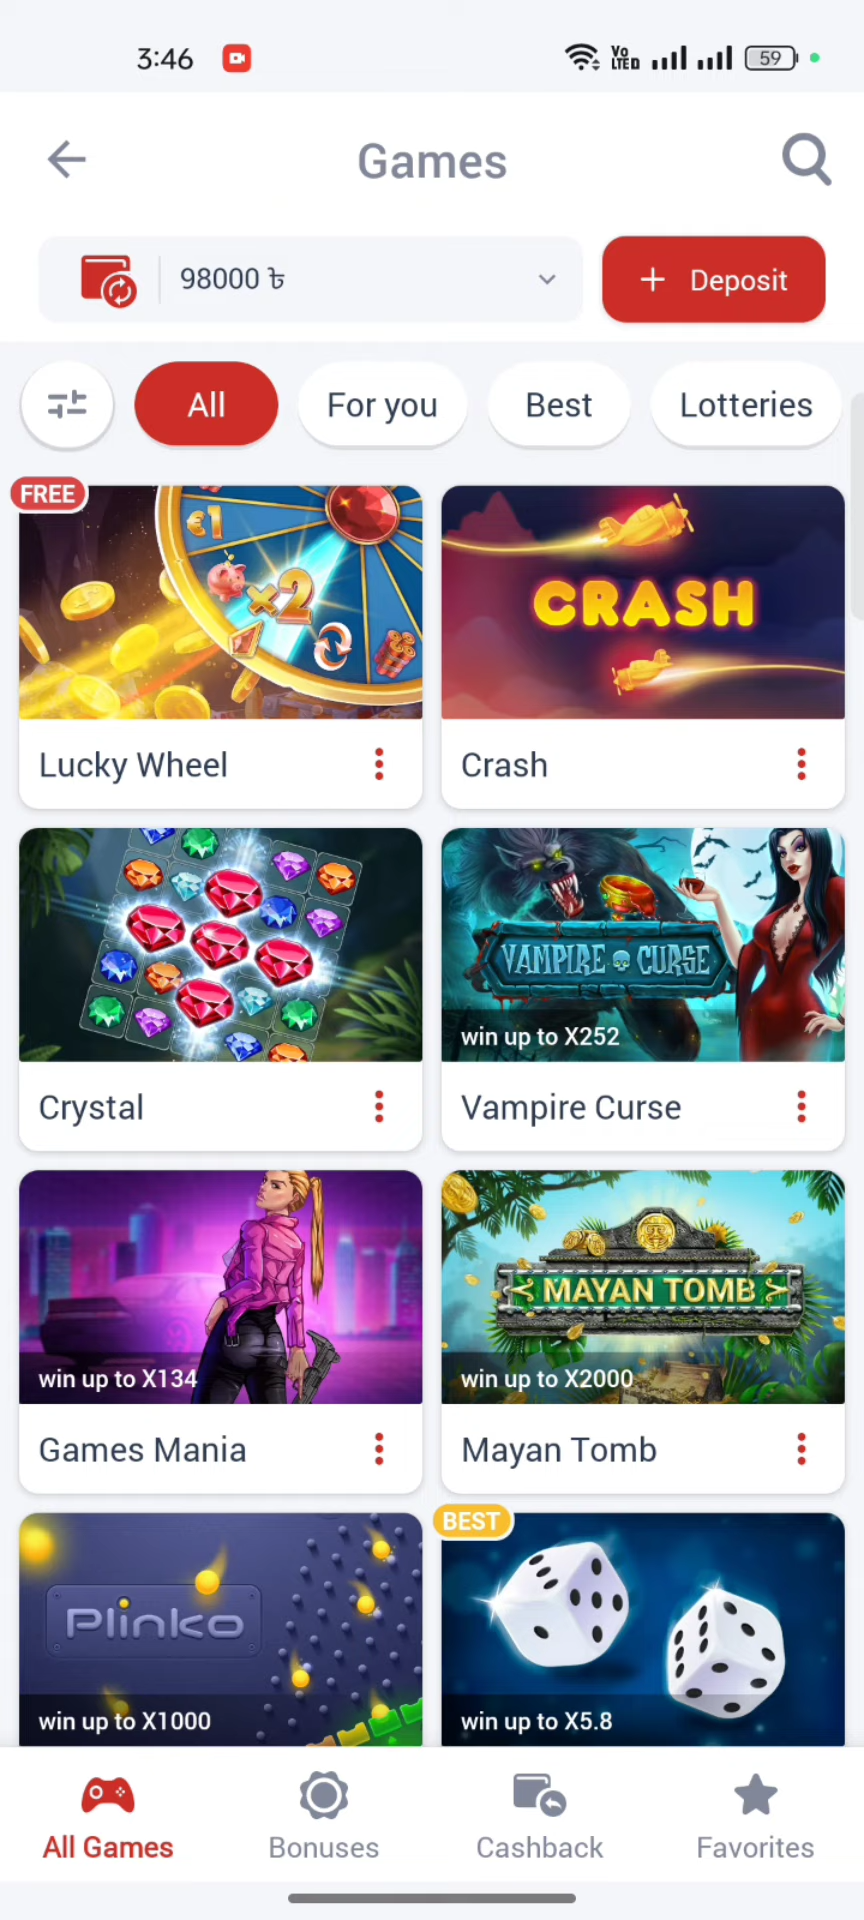 3:46
Vo
LTED
59
Games
98000 ৳
+ Deposit
All
For you
Best
Lotteries
FREE
€1
x2
CRASH
Lucky Wheel
Crash
VAMPIRE CURSE
win up to X252
Crystal
Vampire Curse
win up to X134
MAYAN TOMB
win up to X2000
Games Mania
Mayan Tomb
BEST
Plinko
win up to X1000
win up to X5.8
All Games
Bonuses
Cashback
Favorites